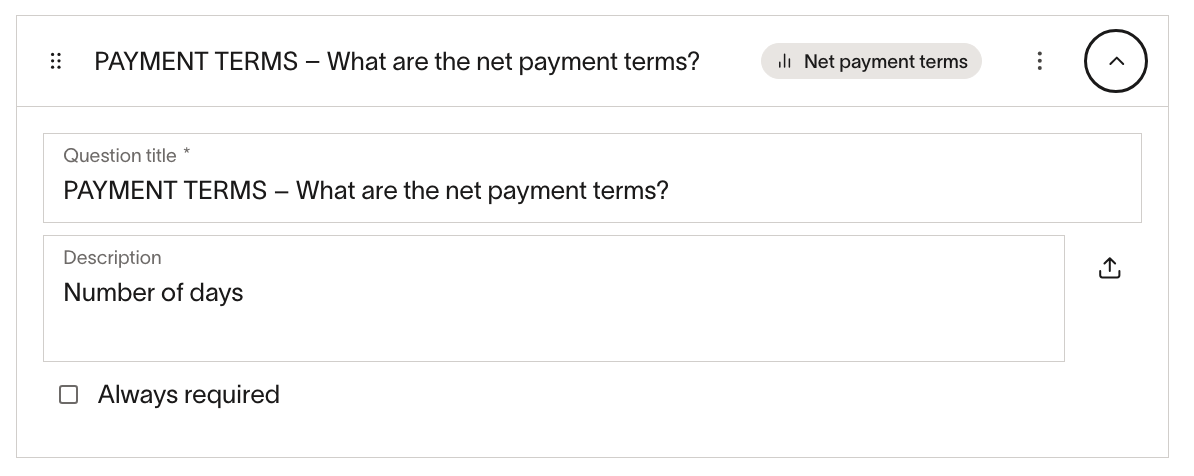 PAYMENT TERMS – What are the net payment terms?
Net payment terms
Question title *
PAYMENT TERMS – What are the net payment terms?
Description
Number of days
Always required